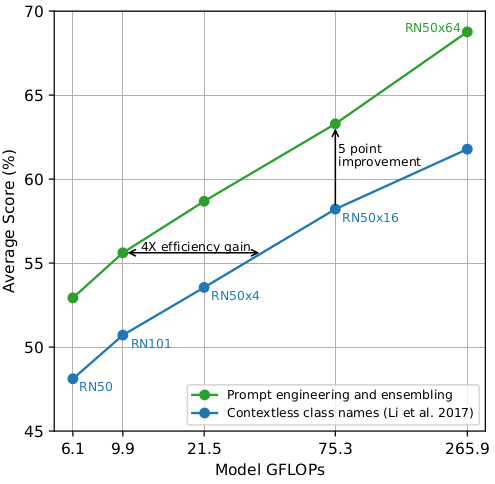 70
65
60
55
50
45
Average Score (%)
RN50x64
5 point
improvement
RN50x16
4X efficiency gain
RN50x4
RN101
RN50
Prompt engineering and ensembling
Contextless class names (Li et al. 2017)
6.1 9.9 21.5 75.3 265.9
Model GFLOPs